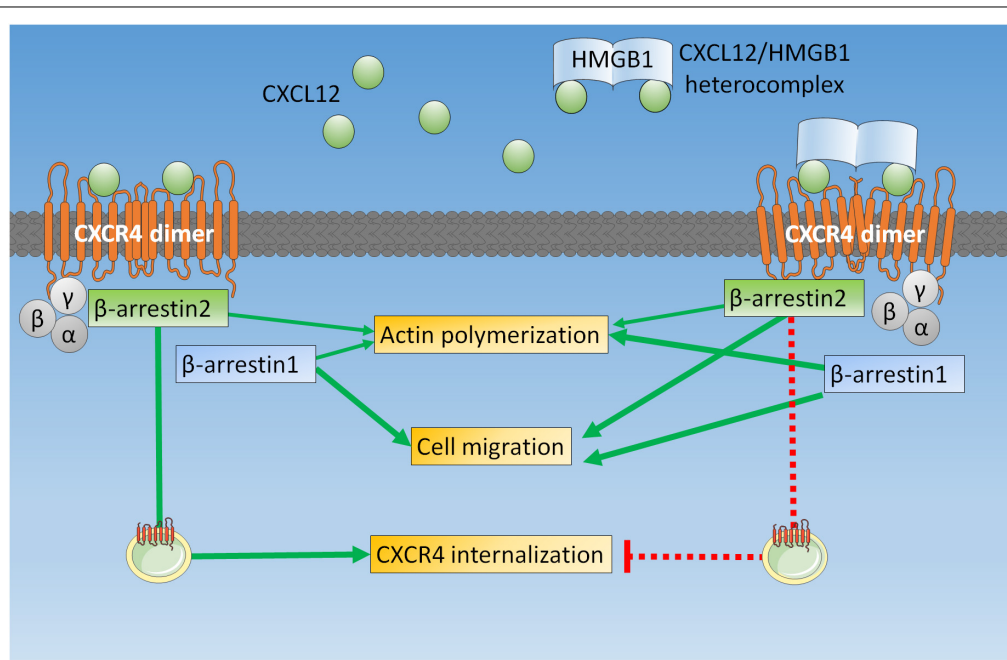 HMGB1
CXCL12/HMGB1
heterocomplex
CXCL12
CXCR4 dimer
CXCR4 dimer
γ
β
α
β-arrestin2
β-arrestin2
γ
β
α
Actin polymerization
β-arrestin1
β-arrestin1
Cell migration
CXCR4 internalization